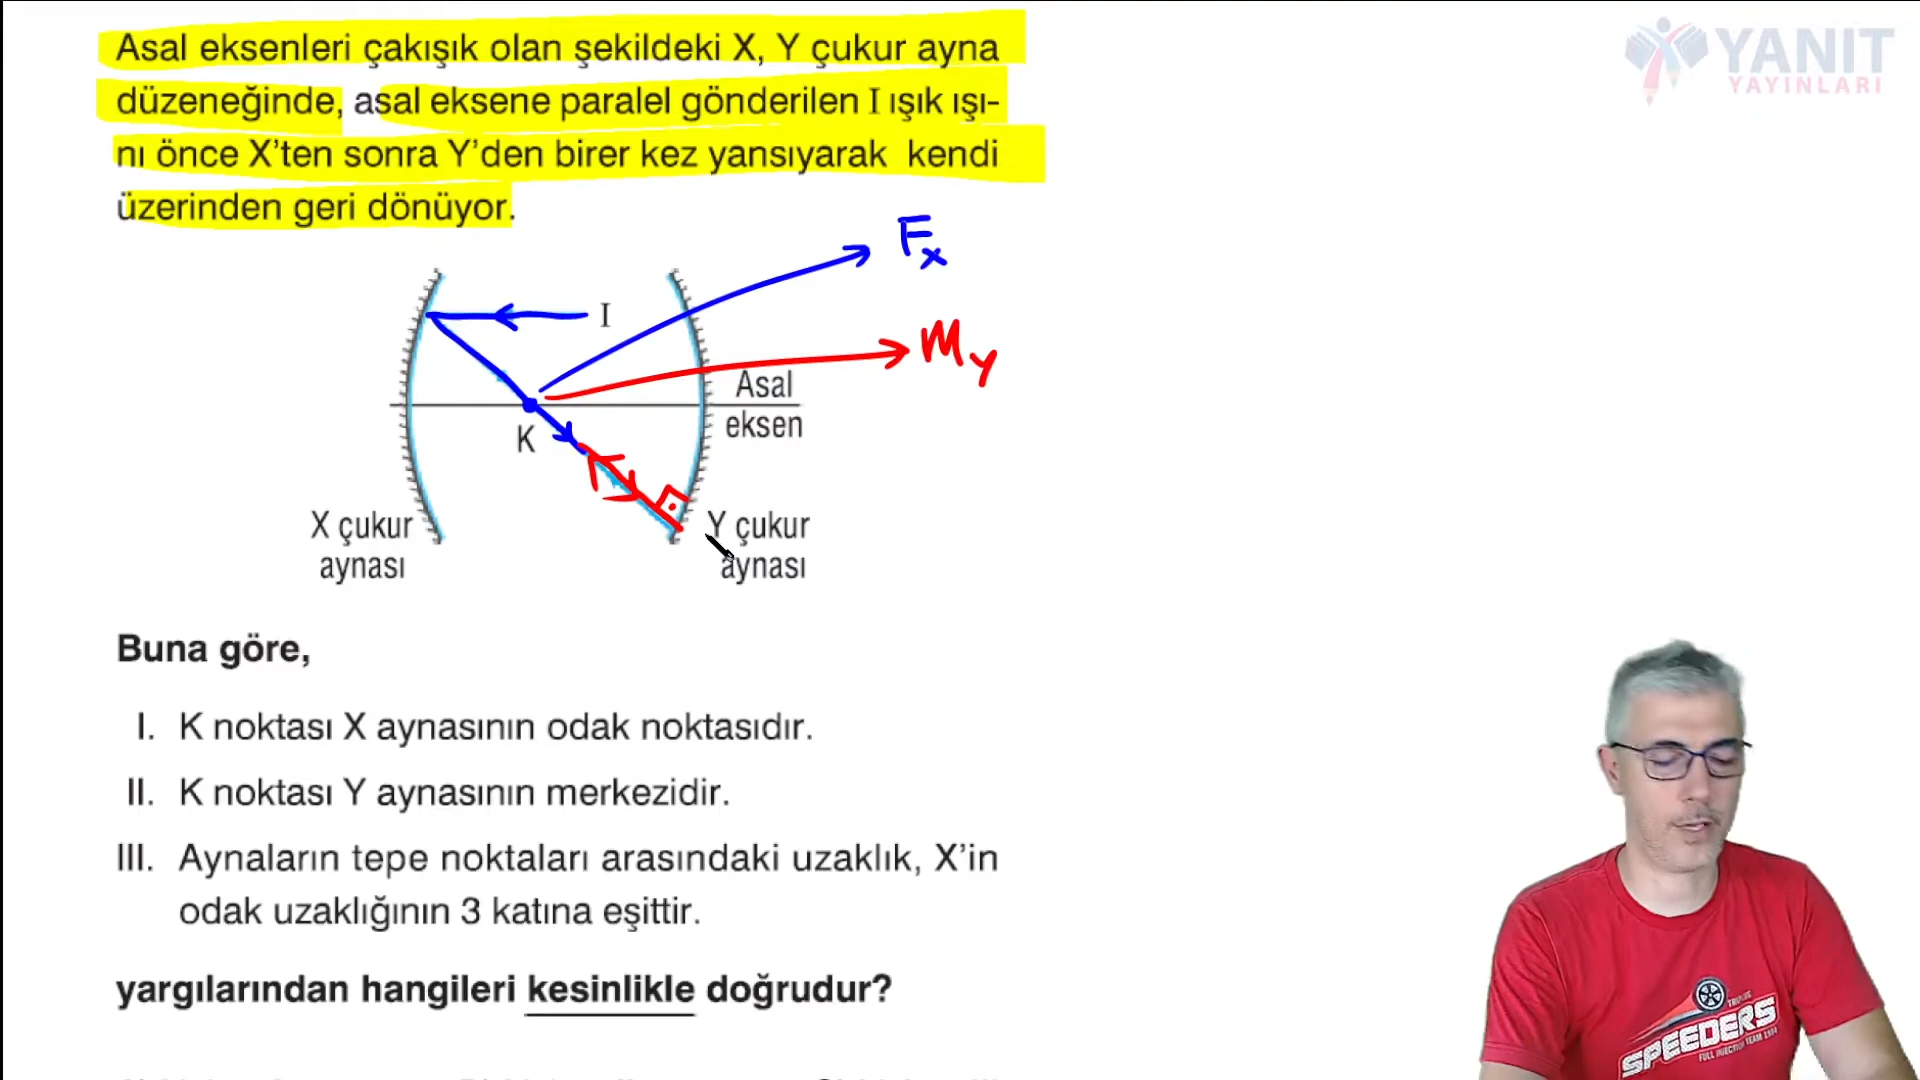 Asal eksenleri çakışık olan şekildeki X, Y çukur ayna
düzeneğinde, asal eksene paralel gönderilen I ışık ışı-
nı önce X'ten sonra Y'den birer kez yansıyarak kendi
üzerinden geri dönüyor.
YANIT
YAYINLARI
Fx
I
My
Asal
eksen
K
X çukur
aynası
Y çukur
aynası
Buna göre,
I. K noktası X aynasının odak noktasıdır.
II. K noktası Y aynasının merkezidir.
III. Aynaların tepe noktaları arasındaki uzaklık, X'in
odak uzaklığının 3 katına eşittir.
yargılarından hangileri kesinlikle doğrudur?
SPEEDERS